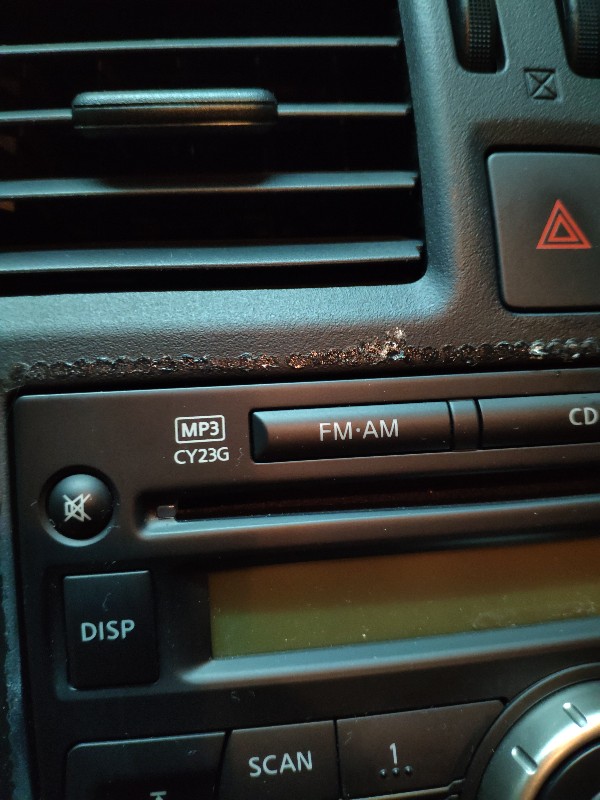 MP3
FM·AM
CD
CY23G
DISP
SCAN
1